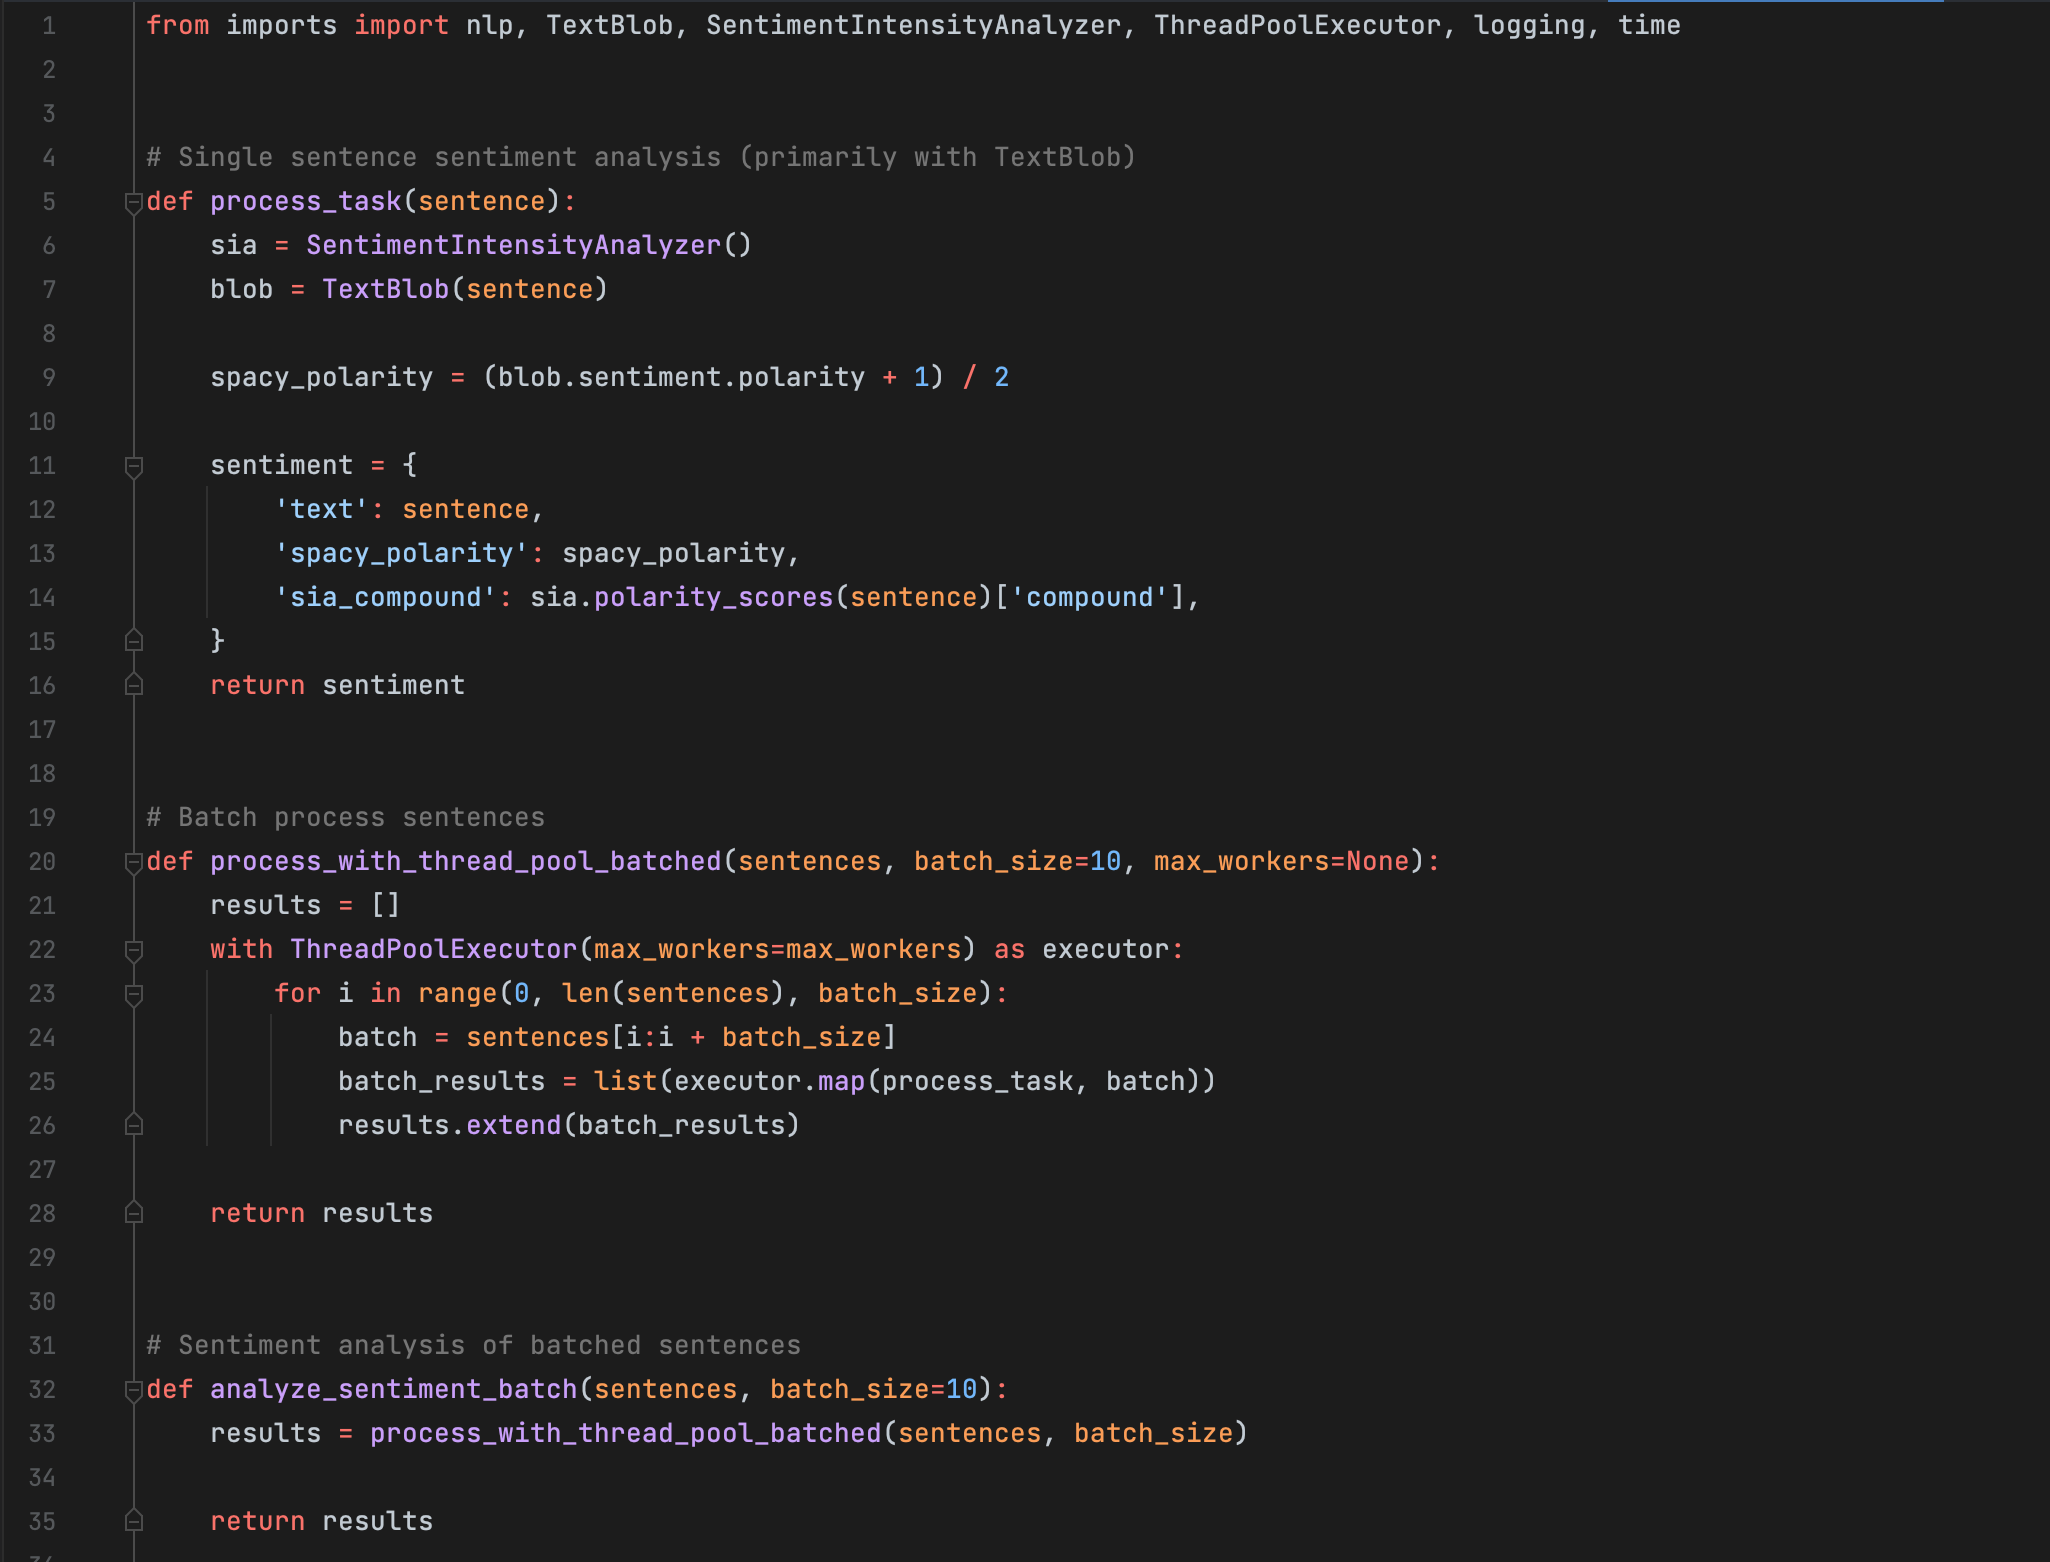 1 from imports import nlp, TextBlob, SentimentIntensityAnalyzer, ThreadPoolExecutor, logging, time
2
3
4 # Single sentence sentiment analysis (primarily with TextBlob)
5 def process_task(sentence):
6     sia = SentimentIntensityAnalyzer()
7     blob = TextBlob(sentence)
8
9     spacy_polarity = (blob.sentiment.polarity + 1) / 2
10
11     sentiment = {
12         'text': sentence,
13         'spacy_polarity': spacy_polarity,
14         'sia_compound': sia.polarity_scores(sentence)['compound'],
15     }
16     return sentiment
17
18
19 # Batch process sentences
20 def process_with_thread_pool_batched(sentences, batch_size=10, max_workers=None):
21     results = []
22     with ThreadPoolExecutor(max_workers=max_workers) as executor:
23         for i in range(0, len(sentences), batch_size):
24             batch = sentences[i:i + batch_size]
25             batch_results = list(executor.map(process_task, batch))
26             results.extend(batch_results)
27
28     return results
29
30
31 # Sentiment analysis of batched sentences
32 def analyze_sentiment_batch(sentences, batch_size=10):
33     results = process_with_thread_pool_batched(sentences, batch_size)
34
35     return results